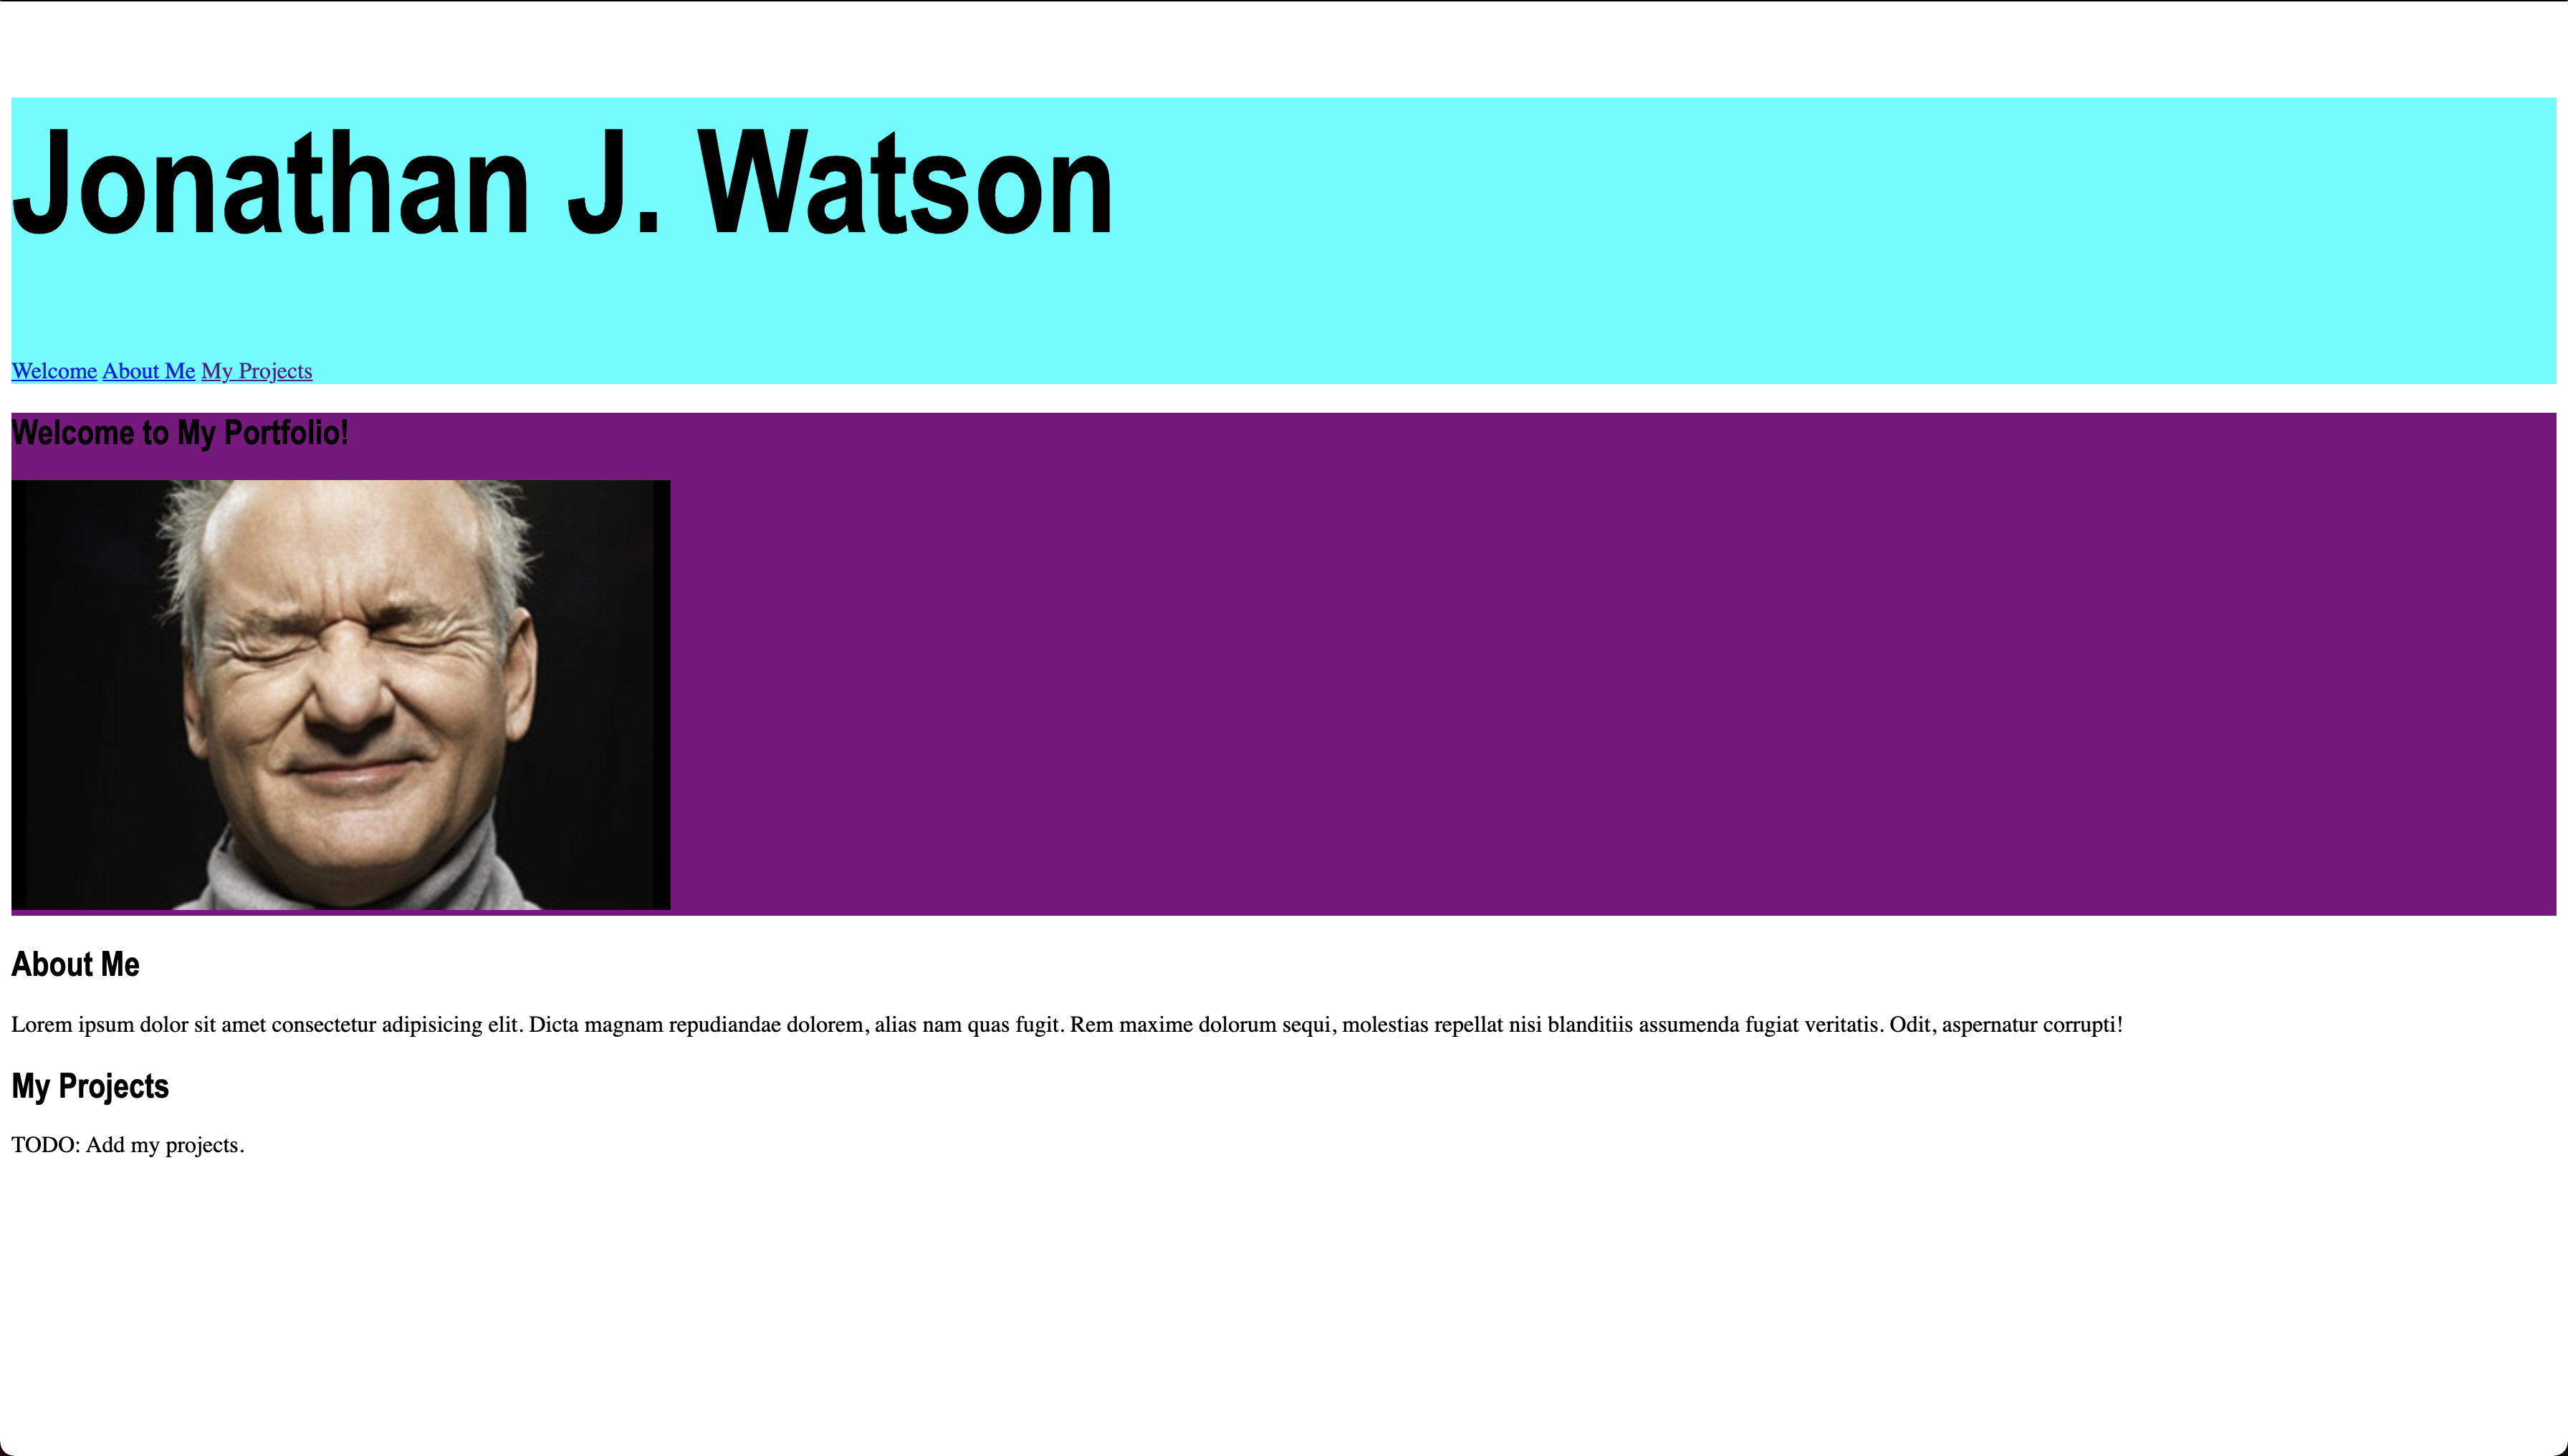 Jonathan J. Watson
Welcome About Me My Projects
Welcome to My Portfolio!
About Me
Lorem ipsum dolor sit amet consectetur adipisicing elit. Dicta magnam repudiandae dolorem, alias nam quas fugit. Rem maxime dolorum sequi, molestias repellat nisi blanditiis assumenda fugiat veritatis. Odit, aspernatur corrupti!
My Projects
TODO: Add my projects.